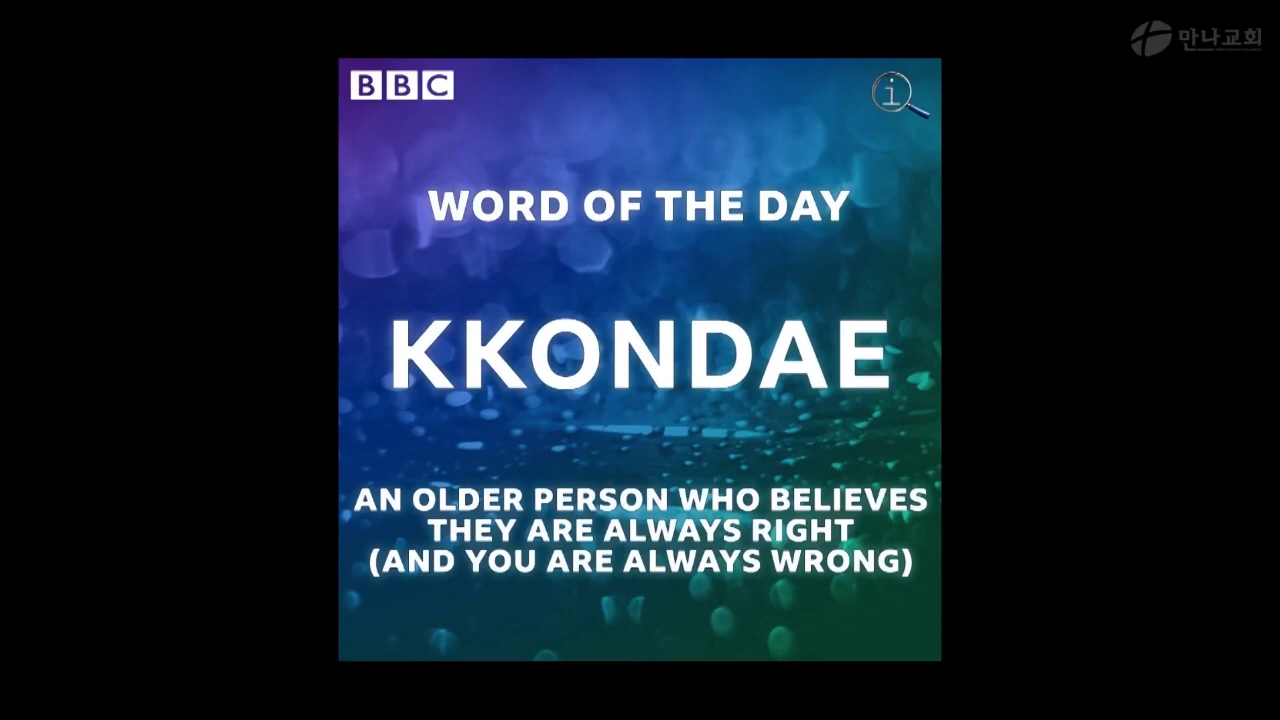 만나교회
BBC
i
WORD OF THE DAY
KKONDAE
AN OLDER PERSON WHO BELIEVES
THEY ARE ALWAYS RIGHT
(AND YOU ARE ALWAYS WRONG)